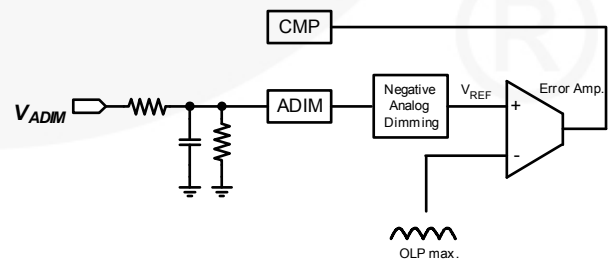 CMP
V_ADIM
ADIM
Negative
Analog
Dimming
V_REF
Error Amp.
+
-
OLP max.
®